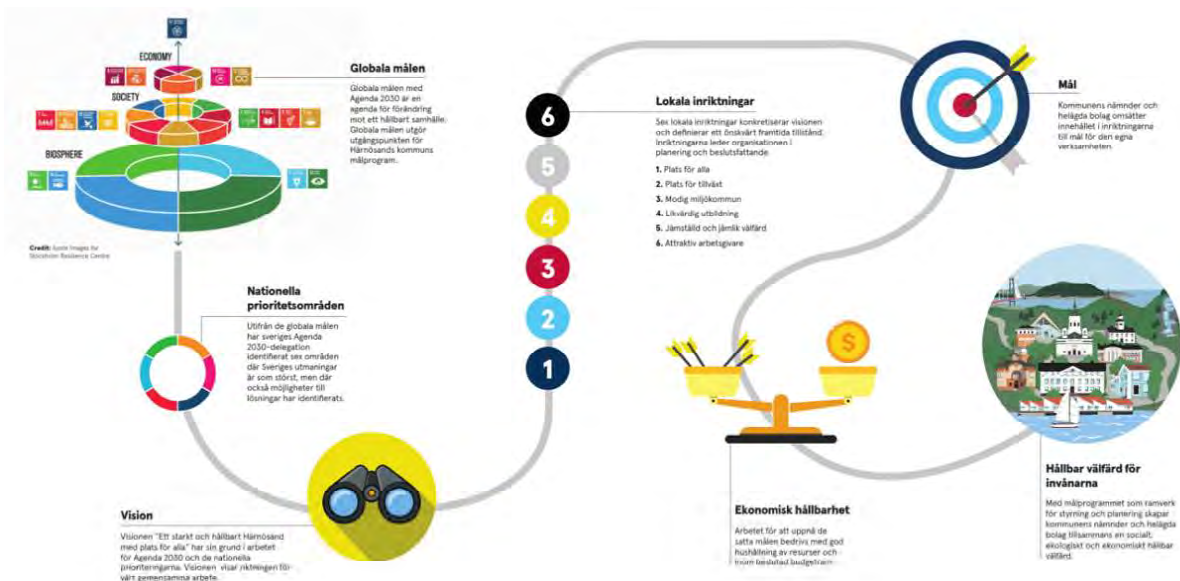 ECONOMY
SOCIETY
BIOSPHERE
Credit: Azote Images for
Stockholm Resilience Centre
Globala målen
Globala målen med
Agenda 2030 är en
agenda för förändring
mot ett hållbart samhälle.
Globala målen utgör
utgångspunkten för
Härnösands kommuns
målprogram.
Nationella
prioritetsområden
Utifrån de globala målen
har sveriges Agenda
2030-delegation
identifierat sex områden
där Sveriges utmaningar
är som störst, men där
också möjligheter till
lösningar har identifierats.
Vision
Visionen "Ett starkt och hållbart Härnösand
med plats för alla" har sin grund i arbetet
för Agenda 2030 och de nationella
prioriteringarna. Visionen visar riktningen för
vårt gemensamma arbete.
6
5
4
3
2
1
Lokala inriktningar
Sex lokala inriktningar konkretiserar visionen
och definierar ett önskvärt framtida tillstånd.
Inriktningarna leder organisationen i
planering och beslutsfattande.
1. Plats för alla
2. Plats för tillväxt
3. Modig miljökommun
4. Likvärdig utbildning
5. Jämställd och jämlik välfärd
6. Attraktiv arbetsgivare
Mål
Kommunens nämnder och
helägda bolag omsätter
innehållet i inriktningarna
till mål för den egna
verksamheten.
$
Ekonomisk hållbarhet
Arbetet för att uppnå de
satta målen bedrivs med god
hushållning av resurser och
inom beslutad budgetram.
Hållbar välfärd för
invånarna
Med målprogrammet som ramverk
för styrning och planering skapar
kommunens nämnder och helägda
bolag tillsammans en socialt,
ekologiskt och ekonomiskt hållbar
välfärd.